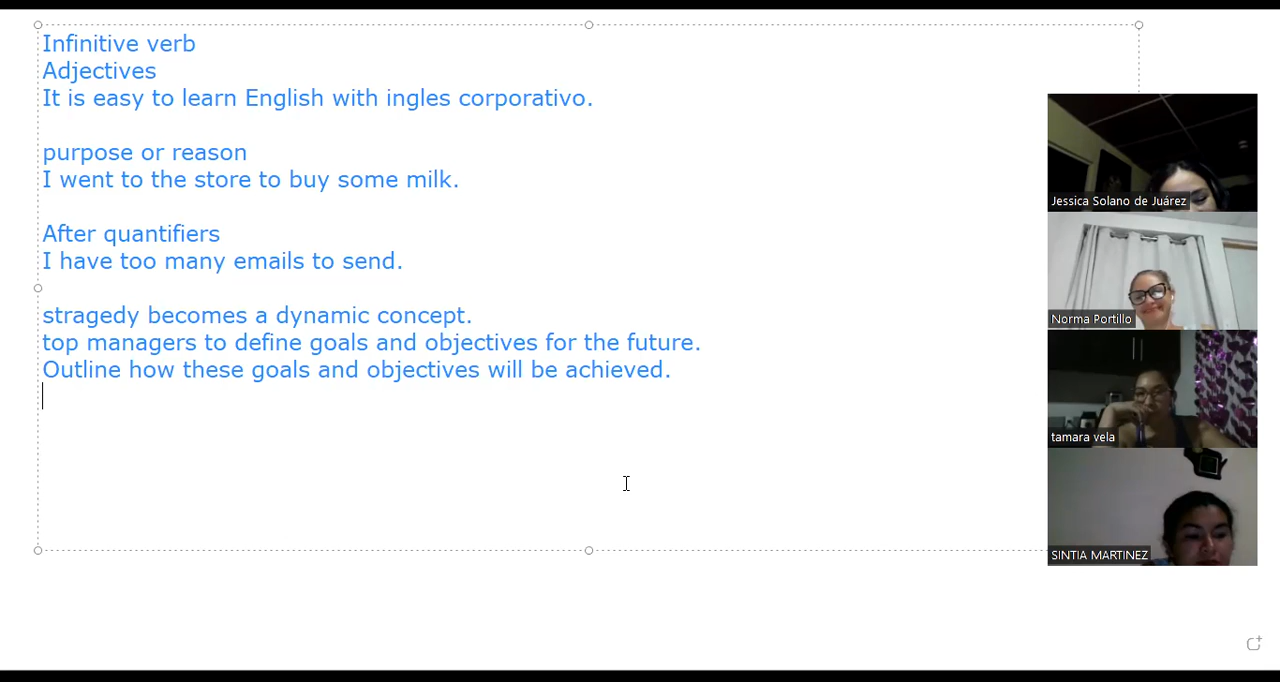 Infinitive verb
Adjectives
It is easy to learn English with ingles corporativo.
purpose or reason
I went to the store to buy some milk.
After quantifiers
I have too many emails to send.
stragedy becomes a dynamic concept.
top managers to define goals and objectives for the future.
Outline how these goals and objectives will be achieved.
Jessica Solano de Juárez
Norma Portillo
tamara vela
SINTIA MARTINEZ